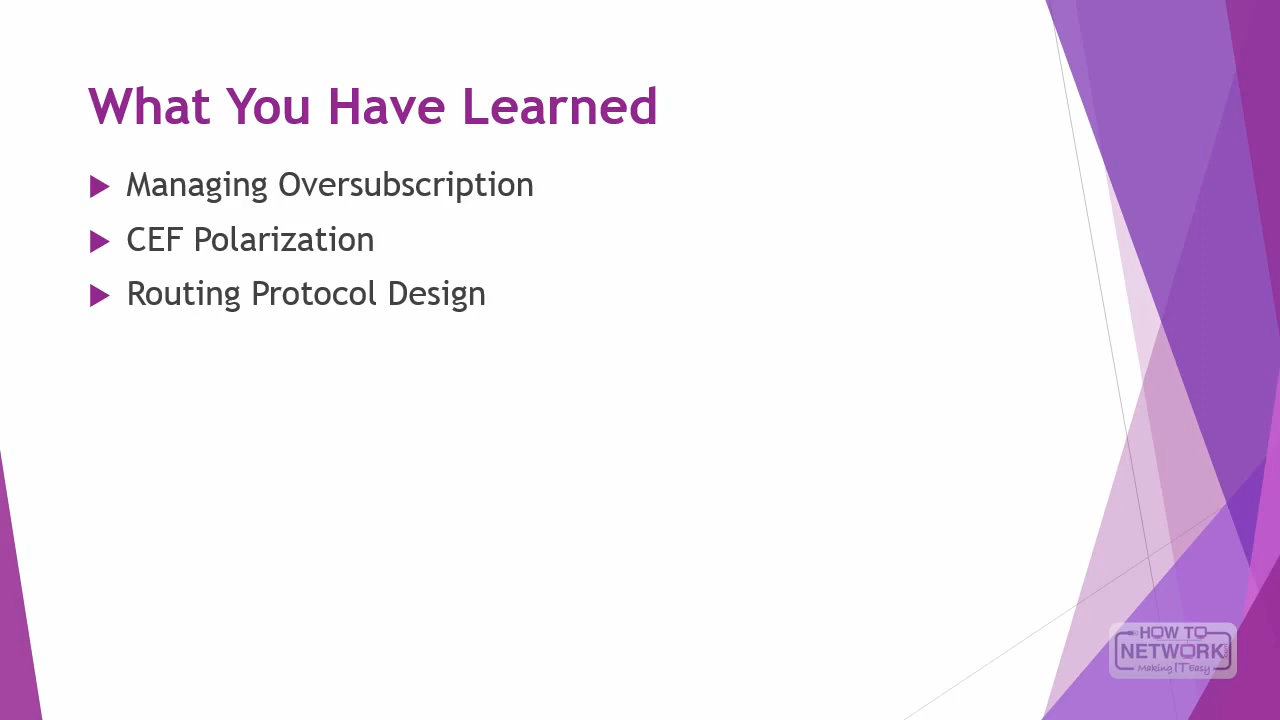 What You Have Learned
Managing Oversubscription
CEF Polarization
Routing Protocol Design
HOW TO
NETWORK
Making IT Easy